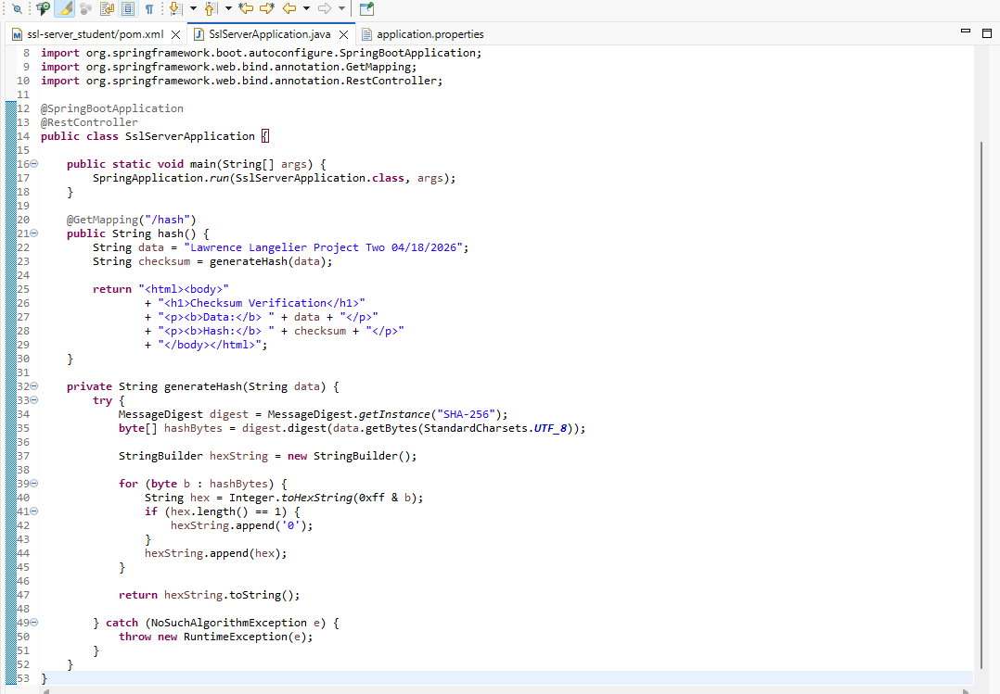 ssl-server_student/pom.xml SslServerApplication.java application.properties
8 import org.springframework.boot.autoconfigure.SpringBootApplication;
9 import org.springframework.web.bind.annotation.GetMapping;
10 import org.springframework.web.bind.annotation.RestController;
11
12 @SpringBootApplication
13 @RestController
14 public class SslServerApplication {
15
16 public static void main(String[] args) {
17 SpringApplication.run(SslServerApplication.class, args);
18 }
19
20 @GetMapping("/hash")
21 public String hash() {
22 String data = "Lawrence Langelier Project Two 04/18/2026";
23 String checksum = generateHash(data);
24
25 return "<html><body>"
26 + "<h1>Checksum Verification</h1>"
27 + "<p><b>Data:</b> " + data + "</p>"
28 + "<p><b>Hash:</b> " + checksum + "</p>"
29 + "</body></html>";
30 }
31
32 private String generateHash(String data) {
33 try {
34 MessageDigest digest = MessageDigest.getInstance("SHA-256");
35 byte[] hashBytes = digest.digest(data.getBytes(StandardCharsets.UTF_8));
36
37 StringBuilder hexString = new StringBuilder();
38
39 for (byte b : hashBytes) {
40 String hex = Integer.toHexString(0xff & b);
41 if (hex.length() == 1) {
42 hexString.append('0');
43 }
44 hexString.append(hex);
45 }
46
47 return hexString.toString();
48
49 } catch (NoSuchAlgorithmException e) {
50 throw new RuntimeException(e);
51 }
52 }
53 }